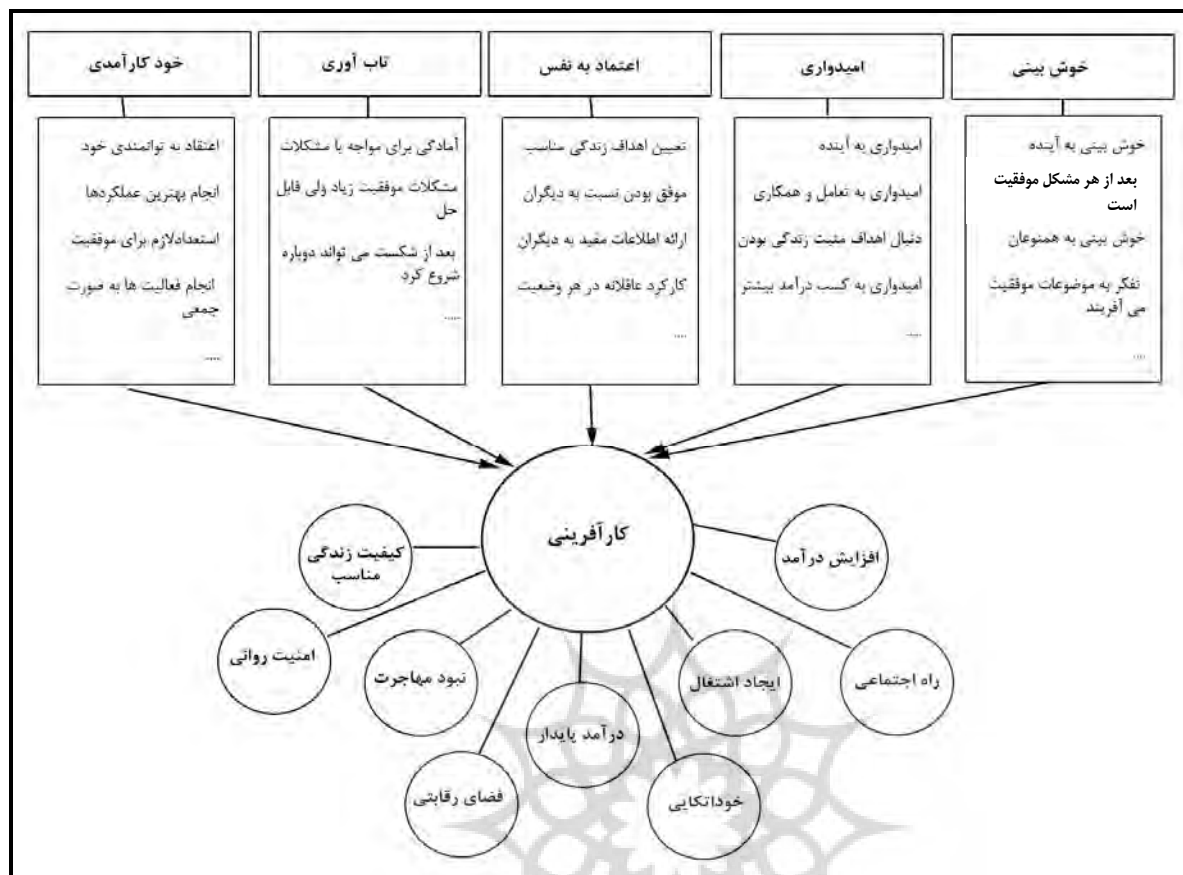 خوش بینی
امیدواری
اعتماد به نفس
تاب آوری
خود کارآمدی
خوش بینی به آینده
بعد از هر مشکل موفقیت
است
خوش بینی به همنوعان
تفکر به موضوعات موفقیت
می آفریند
....
امیدواری به آینده
امیدواری به تعامل و همکاری
دنبال اهداف مثبت زندگی بودن
امیدواری به کسب درآمد بیشتر
.....
تعیین اهداف زندگی مناسب
موفق بودن نسبت به دیگران
ارائه اطلاعات مفید به دیگران
کارکرد عاقلانه در هر وضعیت
....
آمادگی برای مواجه با مشکلات
مشکلات موفقیت زیاد ولی قابل
حل
بعد از شکست می تواند دوباره
شروع کرد
.....
اعتقاد به توانمندی خود
انجام بهترین عملکردها
استعدادلازم برای موفقیت
انجام فعالیت ها به صورت
جمعی
.....
کارآفرینی
افزایش درآمد
راه اجتماعی
ایجاد اشتغال
خوداتکایی
درآمد پایدار
فضای رقابتی
نبود مهاجرت
امنیت روانی
کیفیت زندگی
مناسب